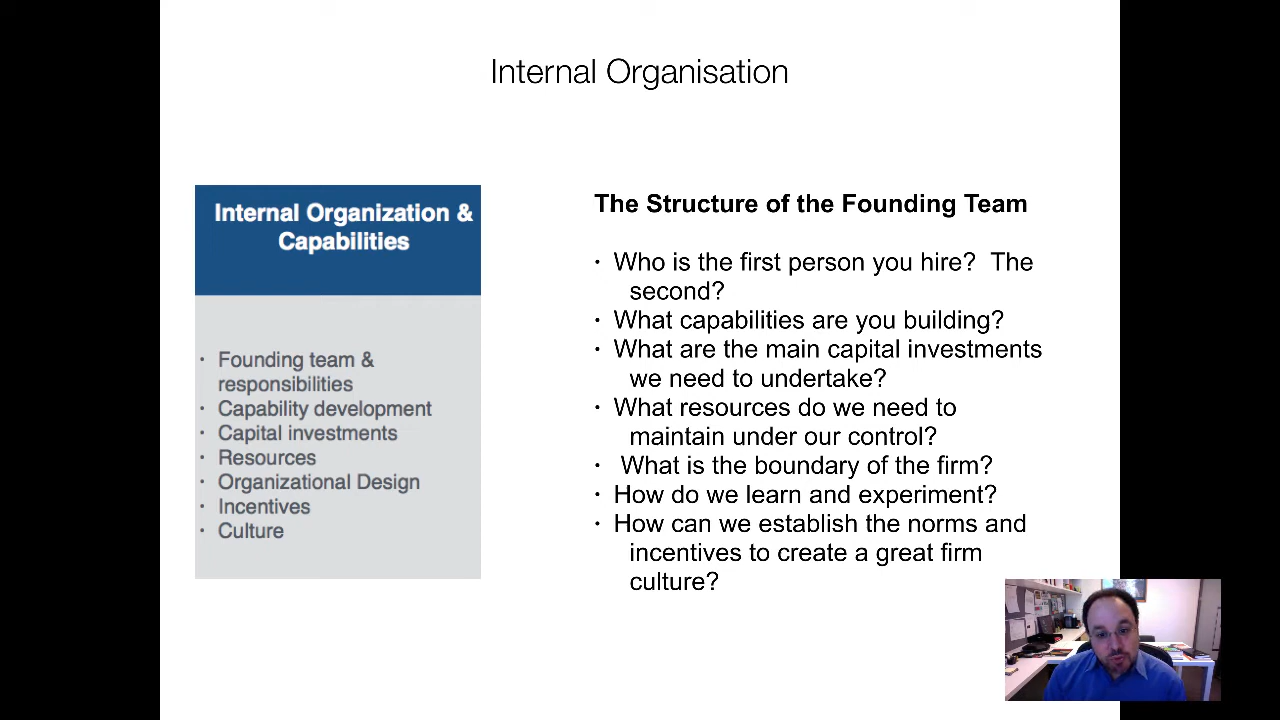 Internal Organisation
Internal Organization &
Capabilities
· Founding team &
responsibilities
· Capability development
· Capital investments
· Resources
· Organizational Design
· Incentives
· Culture
The Structure of the Founding Team
· Who is the first person you hire?  The
second?
· What capabilities are you building?
· What are the main capital investments
we need to undertake?
· What resources do we need to
maintain under our control?
· What is the boundary of the firm?
· How do we learn and experiment?
· How can we establish the norms and
incentives to create a great firm
culture?